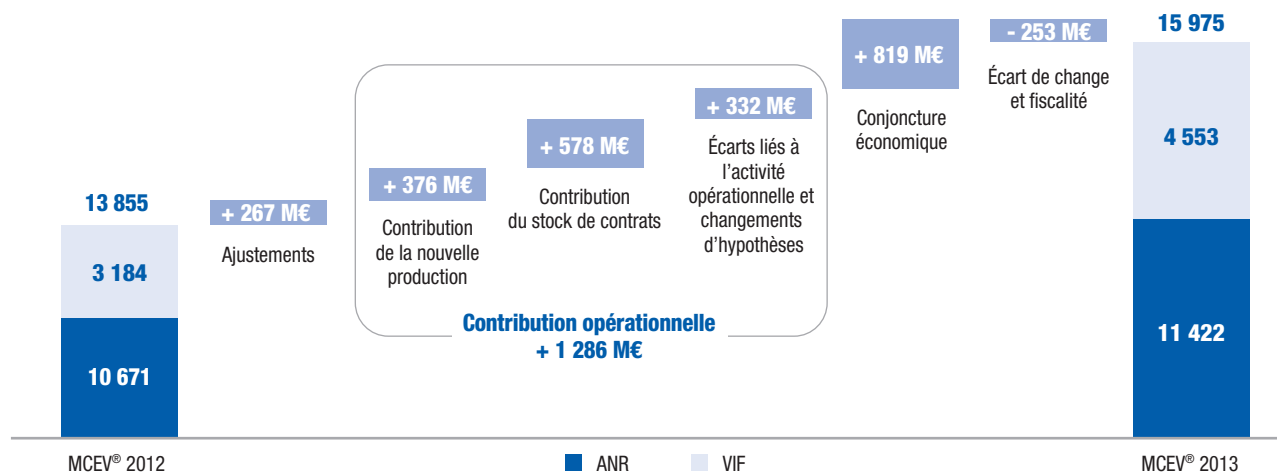 13 855
3 184
10 671
MCEV® 2012
+ 267 M€
Ajustements
+ 376 M€
Contribution
de la nouvelle
production
+ 578 M€
Contribution
du stock de contrats
+ 332 M€
Écarts liés à
l'activité
opérationnelle et
changements
d'hypothèses
Contribution opérationnelle
+ 1 286 M€
+ 819 M€
Conjoncture
économique
- 253 M€
Écart de change
et fiscalité
15 975
4 553
11 422
MCEV® 2013
ANR
VIF